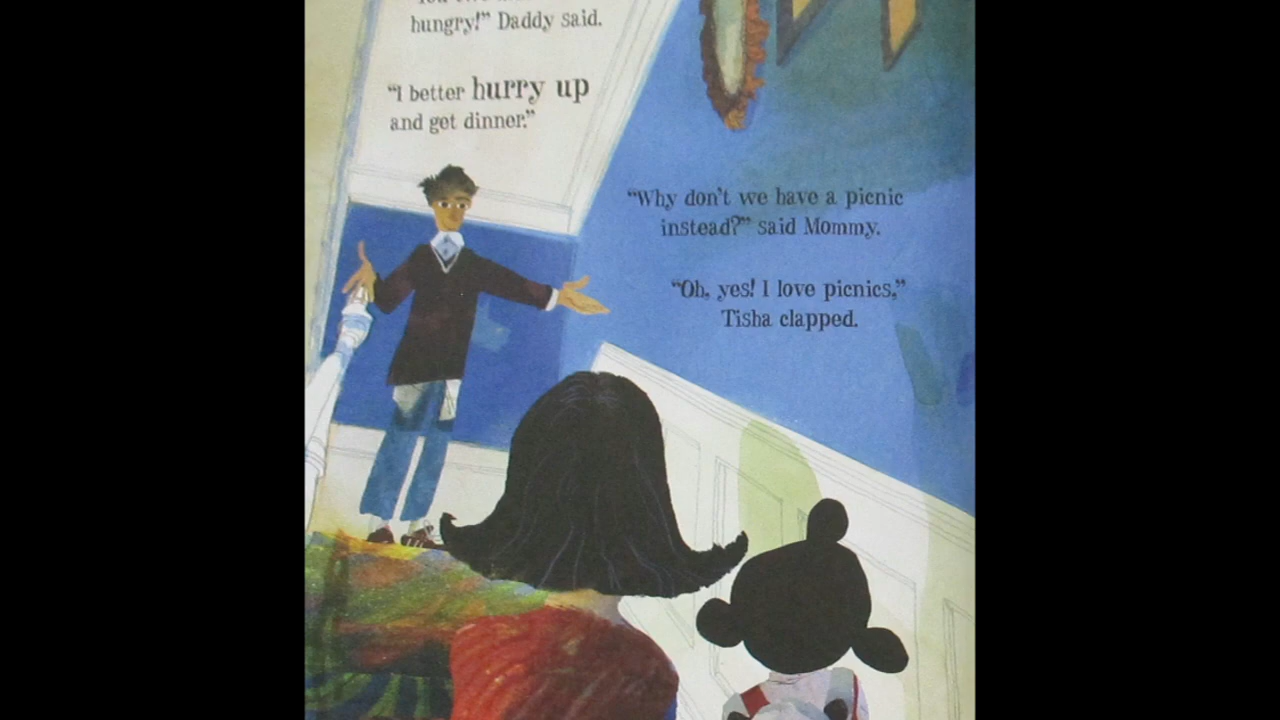 hungry!” Daddy said.
“I better hurry up
and get dinner.”
“Why don’t we have a picnic
instead?” said Mommy.
“Oh, yes! I love picnics,”
Tisha clapped.